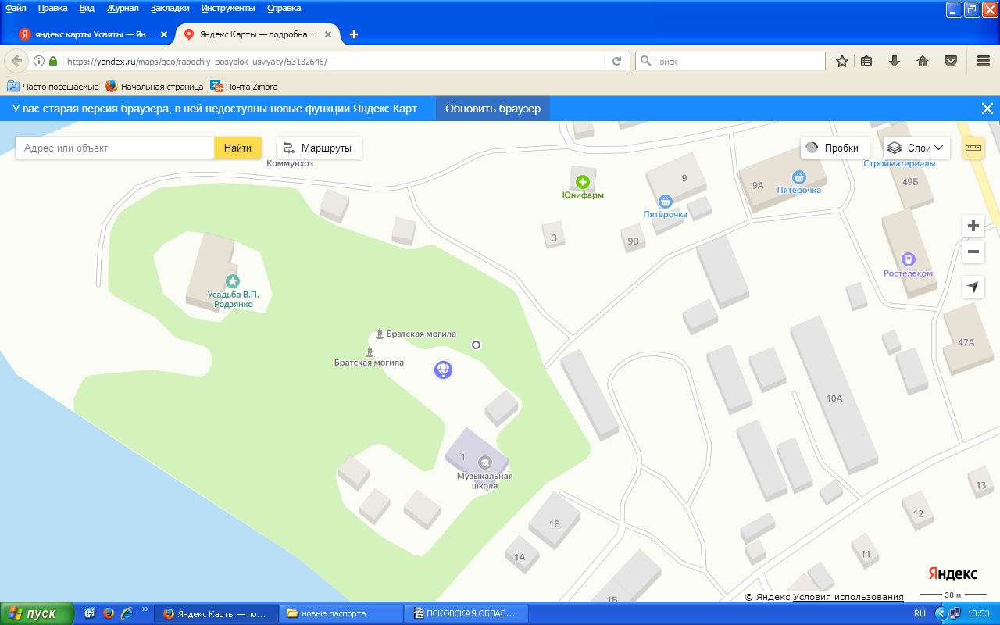 Файл Правка Вид Журнал Закладки Инструменты Справка
яндекс карты Усвяты — Ян...
Яндекс Карты — подробна...
https://yandex.ru/maps/geo/rabochiy_posyolok_usvyaty/53132646/
Поиск
Часто посещаемые Начальная страница Почта Zimbra
У вас старая версия браузера, в ней недоступны новые функции Яндекс Карт
Обновить браузер
Адрес или объект
Найти
Маршруты
Пробки
Слои
Коммунхоз
Стройматериалы
Юнифарм
9
9А
Пятёрочка
49Б
Пятёрочка
3
9В
Ростелеком
Усадьба В.П.
Родзянко
Братская могила
Братская могила
47А
10А
1
Музыкальная
школа
13
12
1В
11
1А
1Б
Яндекс
30 м
© Яндекс Условия использования
пуск
Яндекс Карты — по...
новые паспорта
ПСКОВСКАЯ ОБЛАС...
RU
10:53